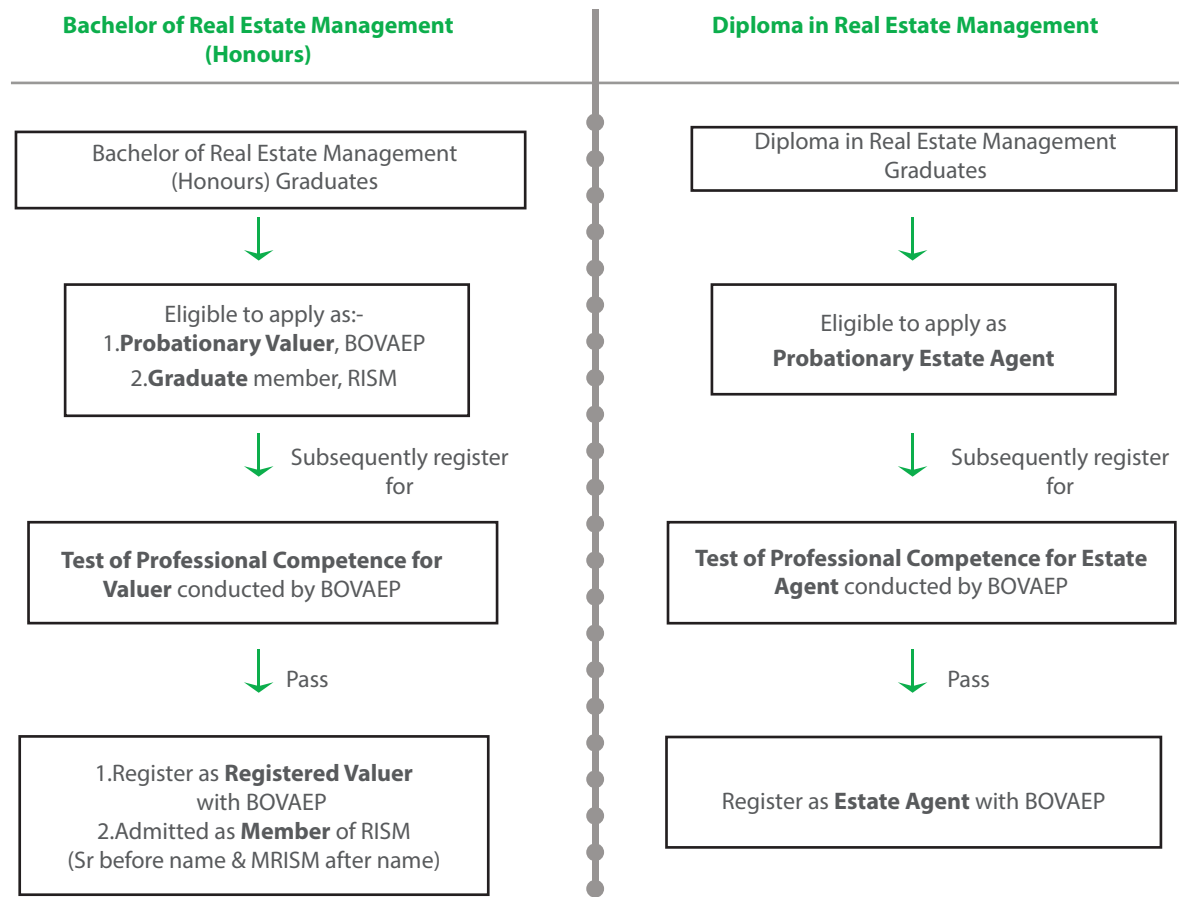 Bachelor of Real Estate Management
(Honours)
Bachelor of Real Estate Management
(Honours) Graduates
Eligible to apply as:-
1.Probationary Valuer, BOVAEP
2.Graduate member, RISM
Subsequently register
for
Test of Professional Competence for
Valuer conducted by BOVAEP
Pass
1.Register as Registered Valuer
with BOVAEP
2.Admitted as Member of RISM
(Sr before name & MRISM after name)
Diploma in Real Estate Management
Diploma in Real Estate Management
Graduates
Eligible to apply as
Probationary Estate Agent
Subsequently register
for
Test of Professional Competence for Estate
Agent conducted by BOVAEP
Pass
Register as Estate Agent with BOVAEP